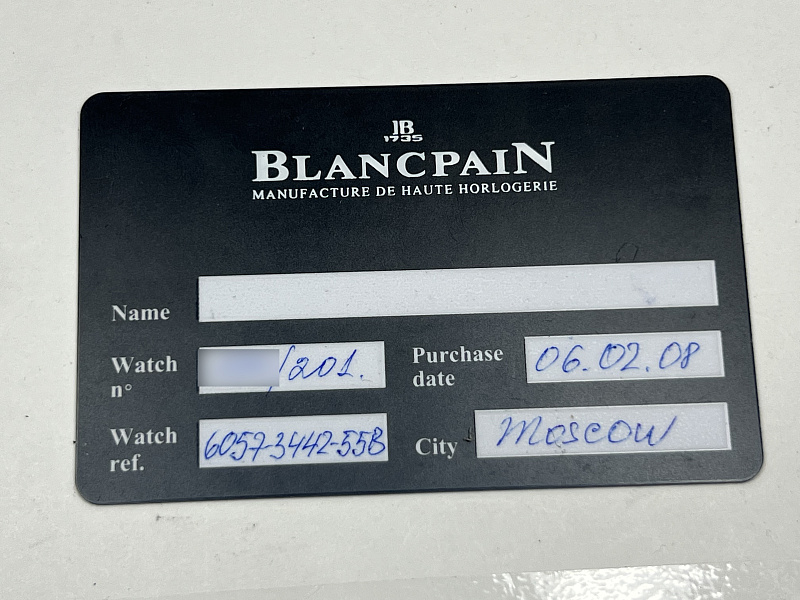 JB
1735
BLANCPAIN
MANUFACTURE DE HAUTE HORLOGERIE
Name
Watch n° /201.
Purchase date 06.02.08
Watch ref. 6057-3442-55B
City Moscow